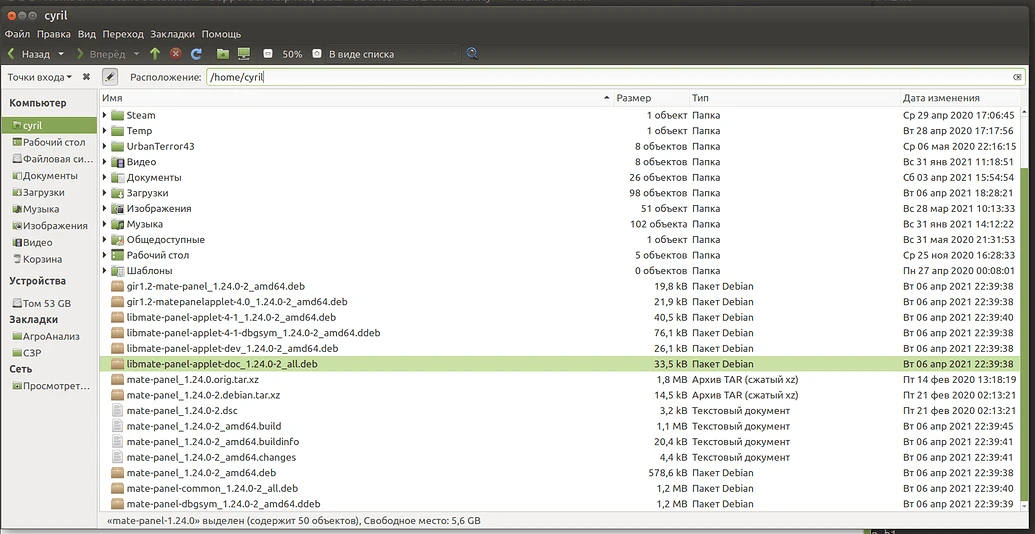 cyril
Файл Правка Вид Переход Закладки Помощь
Назад Вперёд 50% В виде списка
Точки входа Расположение: /home/cyril
Имя Размер Тип Дата изменения
Компьютер
cyril
Рабочий стол
Файловая си...
Документы
Загрузки
Музыка
Изображения
Видео
Корзина
Устройства
Том 53 GB
Закладки
АгроАнализ
СЗР
Сеть
Просмотрет...
Steam 1 объект Папка Ср 29 апр 2020 17:06:45
Temp 1 объект Папка Вт 28 апр 2020 17:17:56
UrbanTerror43 8 объектов Папка Ср 06 мая 2020 22:16:15
Видео 8 объектов Папка Вс 31 янв 2021 11:18:51
Документы 26 объектов Папка Сб 03 апр 2021 15:54:54
Загрузки 98 объектов Папка Вт 06 апр 2021 18:28:21
Изображения 51 объект Папка Вс 28 мар 2021 10:13:33
Музыка 102 объекта Папка Вс 31 янв 2021 14:12:22
Общедоступные 1 объект Папка Вс 31 мая 2020 21:31:53
Рабочий стол 5 объектов Папка Ср 25 ноя 2020 16:28:33
Шаблоны 0 объектов Папка Пн 27 апр 2020 00:08:01
gir1.2-mate-panel_1.24.0-2_amd64.deb 19,8 kB Пакет Debian Вт 06 апр 2021 22:39:38
gir1.2-matepanelapplet-4.0_1.24.0-2_amd64.deb 21,9 kB Пакет Debian Вт 06 апр 2021 22:39:38
libmate-panel-applet-4-1_1.24.0-2_amd64.deb 40,5 kB Пакет Debian Вт 06 апр 2021 22:39:40
libmate-panel-applet-4-1-dbgsym_1.24.0-2_amd64.ddeb 76,1 kB Пакет Debian Вт 06 апр 2021 22:39:38
libmate-panel-applet-dev_1.24.0-2_amd64.deb 26,1 kB Пакет Debian Вт 06 апр 2021 22:39:38
libmate-panel-applet-doc_1.24.0-2_all.deb 33,5 kB Пакет Debian Вт 06 апр 2021 22:39:38
mate-panel_1.24.0.orig.tar.xz 1,8 MB Архив TAR (сжатый xz) Пт 14 фев 2020 13:18:19
mate-panel_1.24.0-2.debian.tar.xz 14,5 kB Архив TAR (сжатый xz) Пт 21 фев 2020 02:13:21
mate-panel_1.24.0-2.dsc 3,2 kB Текстовый документ Пт 21 фев 2020 02:13:21
mate-panel_1.24.0-2_amd64.build 1,1 MB Текстовый документ Вт 06 апр 2021 22:39:45
mate-panel_1.24.0-2_amd64.buildinfo 20,4 kB Текстовый документ Вт 06 апр 2021 22:39:41
mate-panel_1.24.0-2_amd64.changes 4,4 kB Текстовый документ Вт 06 апр 2021 22:39:41
mate-panel_1.24.0-2_amd64.deb 578,6 kB Пакет Debian Вт 06 апр 2021 22:39:38
mate-panel-common_1.24.0-2_all.deb 1,2 MB Пакет Debian Вт 06 апр 2021 22:39:40
mate-panel-dbgsym_1.24.0-2_amd64.ddeb 1,2 MB Пакет Debian Вт 06 апр 2021 22:39:39
«mate-panel-1.24.0» выделен (содержит 50 объектов), Свободное место: 5,6 GB